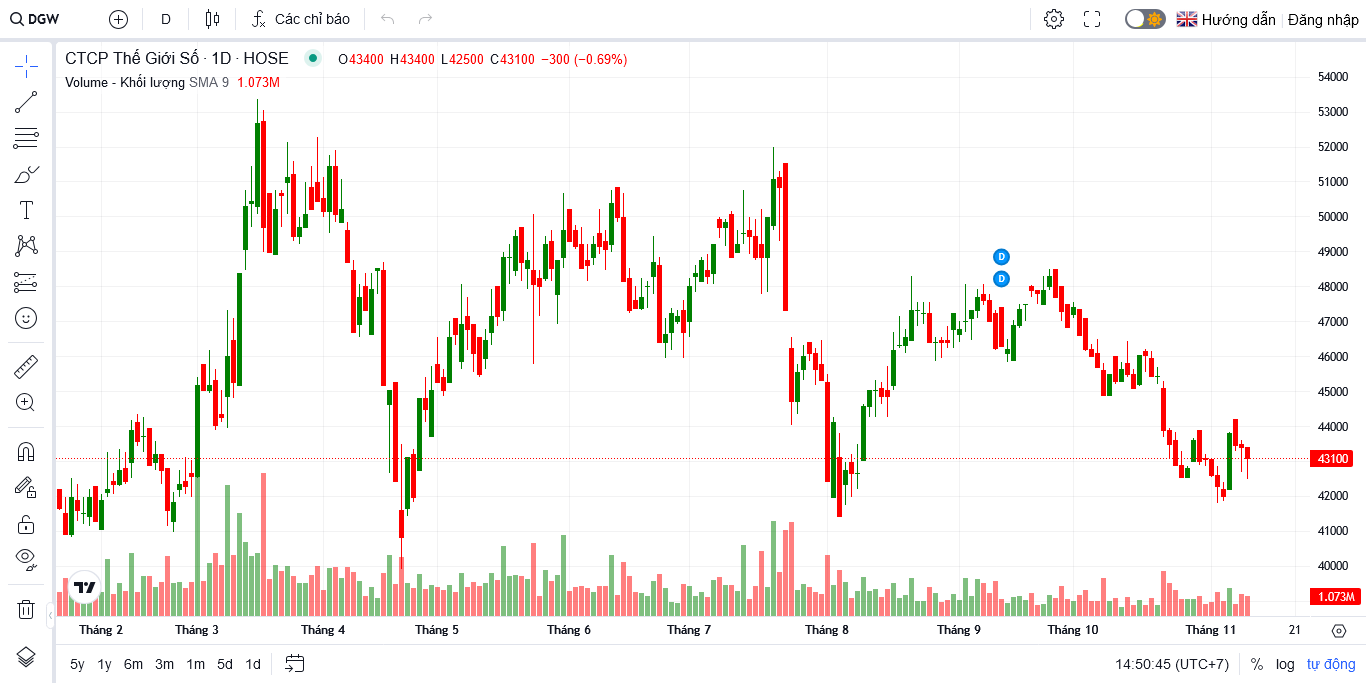 DGW D Các chỉ báo Hướng dẫn Đăng nhập
CTCP Thế Giới Số · 1D · HOSE O43400 H43400 L42500 C43100 −300 (−0.69%)
Volume - Khối lượng SMA 9 1.073M
54000
53000
52000
51000
50000
49000
D
D
48000
47000
46000
45000
44000
43100
42000
41000
40000
1.073M
Tháng 2 Tháng 3 Tháng 4 Tháng 5 Tháng 6 Tháng 7 Tháng 8 Tháng 9 Tháng 10 Tháng 11 21
5y 1y 6m 3m 1m 5d 1d 14:50:45 (UTC+7) % log tự động